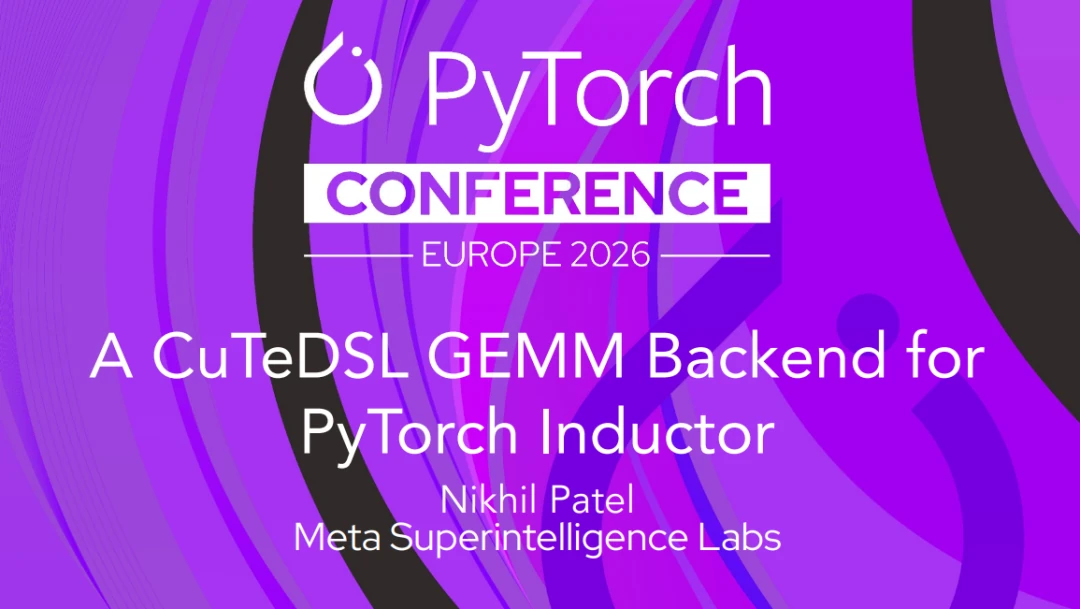 PyTorch
CONFERENCE
EUROPE 2026
A CuTeDSL GEMM Backend for
PyTorch Inductor
Nikhil Patel
Meta Superintelligence Labs